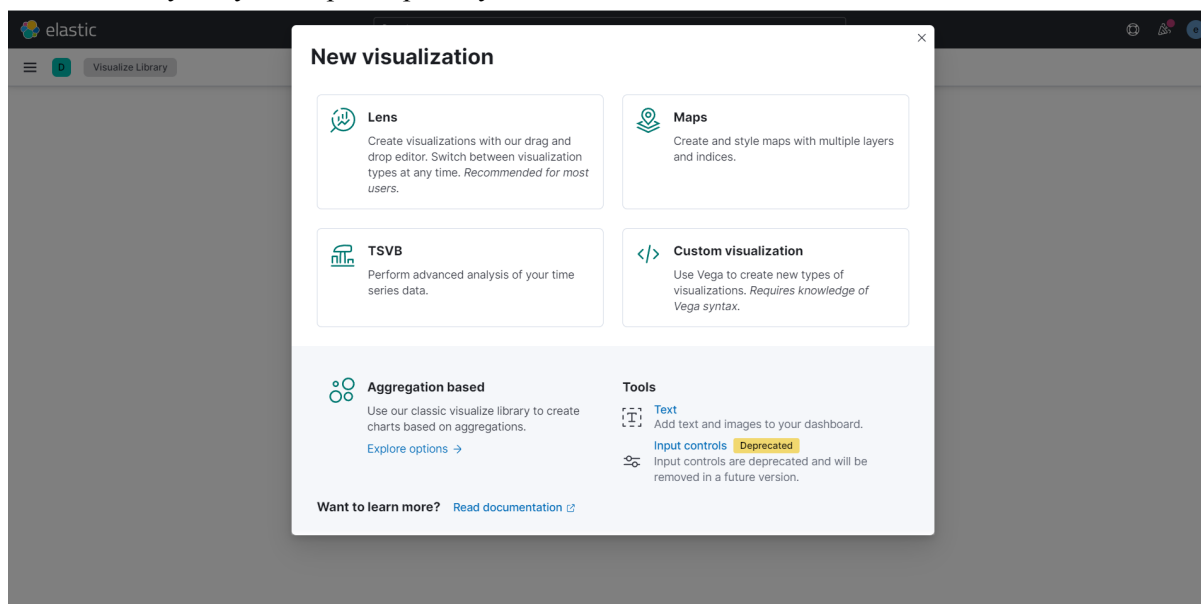 elastic
D
Visualize Library
e
New visualization
Lens
Create visualizations with our drag and
drop editor. Switch between visualization
types at any time. Recommended for most
users.
Maps
Create and style maps with multiple layers
and indices.
TSVB
Perform advanced analysis of your time
series data.
</>
Custom visualization
Use Vega to create new types of
visualizations. Requires knowledge of
Vega syntax.
Aggregation based
Use our classic visualize library to create
charts based on aggregations.
Explore options →
Tools
T
Text
Add text and images to your dashboard.
Input controls Deprecated
Input controls are deprecated and will be
removed in a future version.
Want to learn more? Read documentation